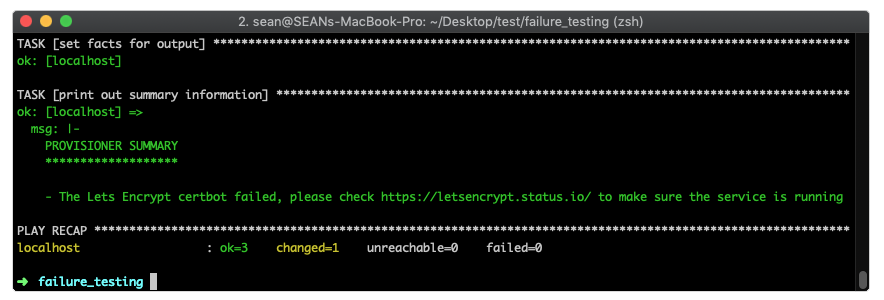 2. sean@SEANs-MacBook-Pro: ~/Desktop/test/failure_testing (zsh)
TASK [set facts for output] *******************************************************************************************
ok: [localhost]
TASK [print out summary information] **********************************************************************************
ok: [localhost] =>
msg: |-
PROVISIONER SUMMARY
*******************
- The Lets Encrypt certbot failed, please check https://letsencrypt.status.io/ to make sure the service is running
PLAY RECAP ************************************************************************************************************
localhost : ok=3 changed=1 unreachable=0 failed=0
➜ failure_testing